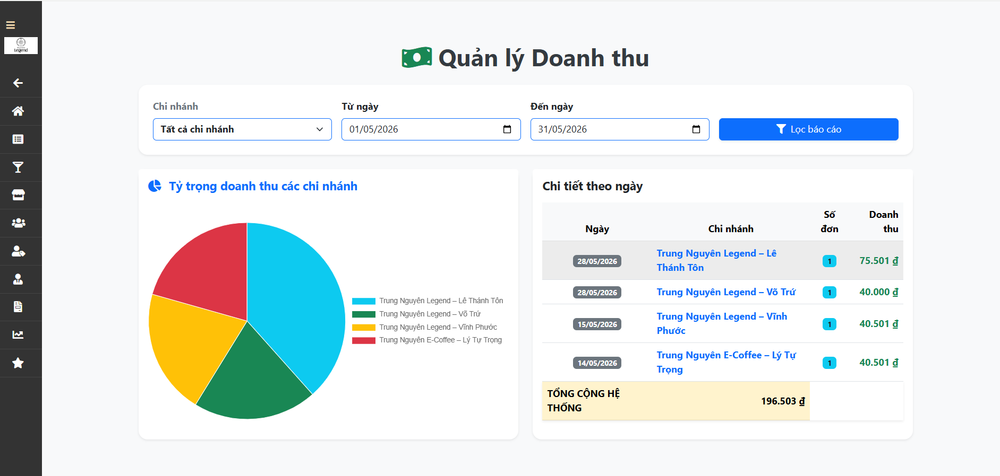 Legend
Quản lý Doanh thu
Chi nhánh
Từ ngày
Đến ngày
Tất cả chi nhánh
01/05/2026
31/05/2026
Lọc báo cáo
Tỷ trọng doanh thu các chi nhánh
Trung Nguyên Legend – Lê Thánh Tôn
Trung Nguyên Legend – Võ Trứ
Trung Nguyên Legend – Vĩnh Phước
Trung Nguyên E-Coffee – Lý Tự Trọng
Chi tiết theo ngày
Ngày Chi nhánh Số đơn Doanh thu
28/05/2026 Trung Nguyên Legend – Lê Thánh Tôn 1 75.501 ₫
28/05/2026 Trung Nguyên Legend – Võ Trứ 1 40.000 ₫
15/05/2026 Trung Nguyên Legend – Vĩnh Phước 1 40.501 ₫
14/05/2026 Trung Nguyên E-Coffee – Lý Tự Trọng 1 40.501 ₫
TỔNG CỘNG HỆ THỐNG 196.503 ₫